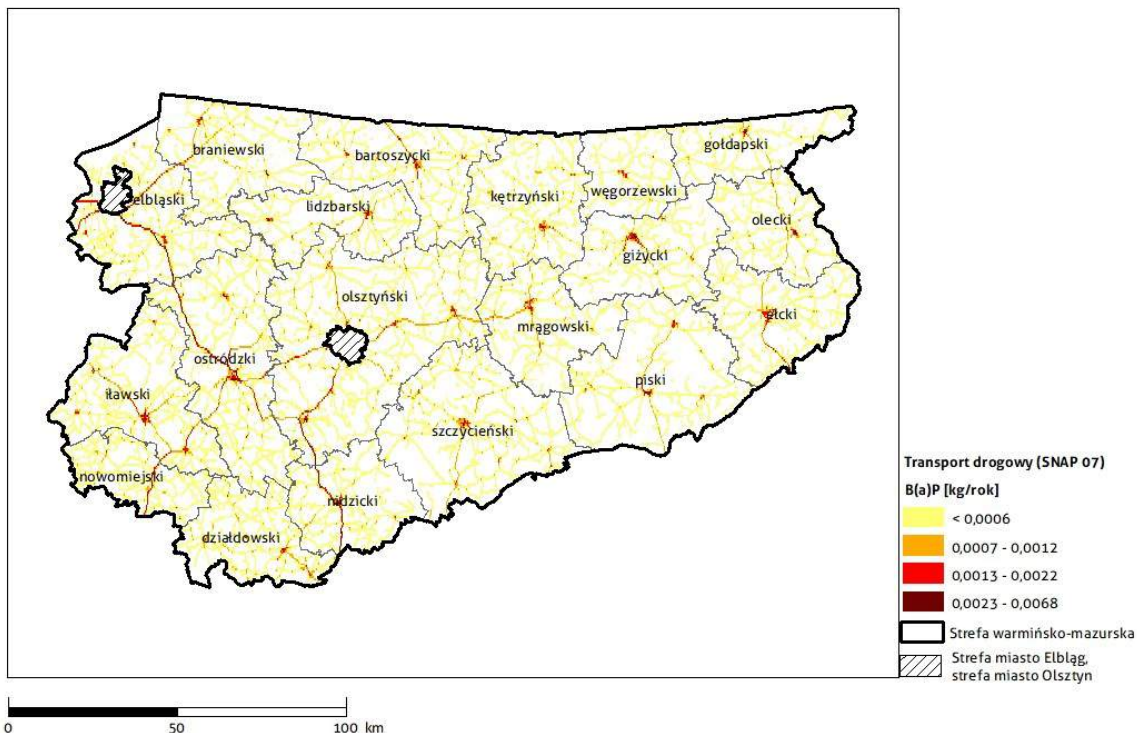 gołdapski
braniewski
bartoszycki
kętrzyński
węgorzewski
elbląski
lidzbarski
olecki
giżycki
olsztyński
mrągowski
ełcki
ostródzki
piski
iławski
szczycieński
nowomiejski
nidzicki
działdowski
Transport drogowy (SNAP 07)
B(a)P [kg/rok]
< 0,0006
0,0007 - 0,0012
0,0013 - 0,0022
0,0023 - 0,0068
Strefa warmińsko-mazurska
Strefa miasto Elbląg,
strefa miasto Olsztyn
0 50 100 km